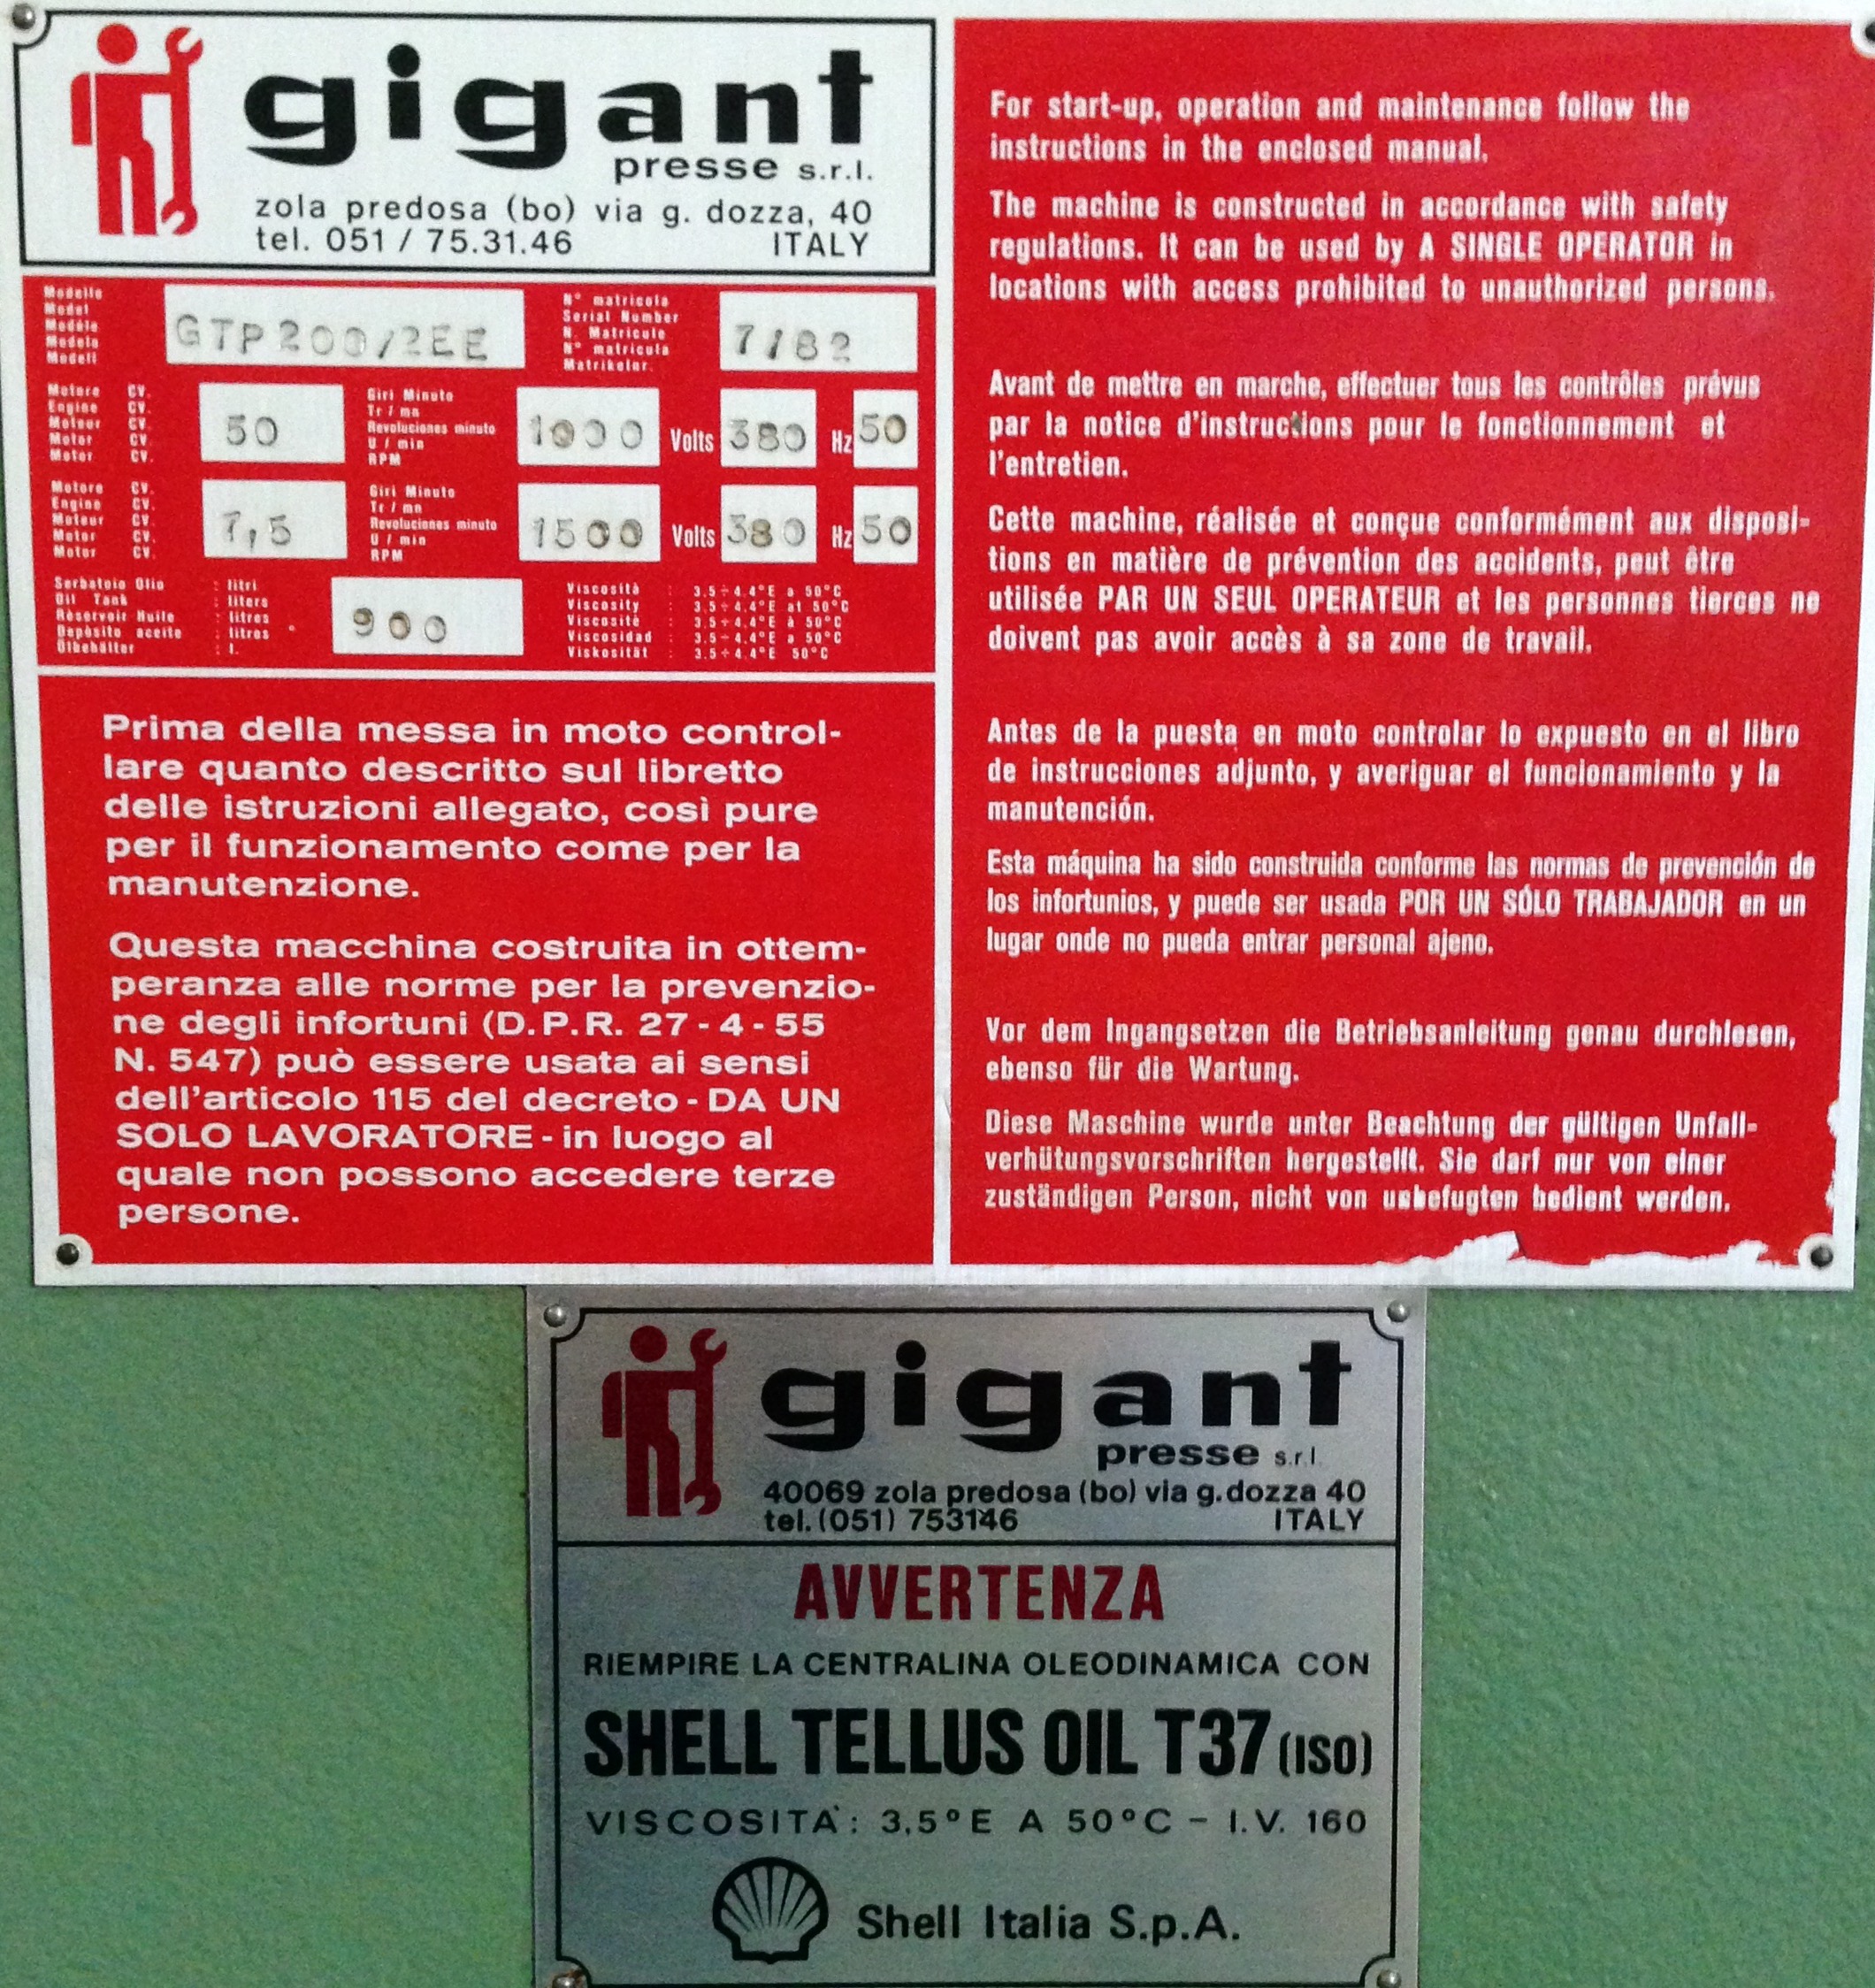 gigant
presse s.r.l.
zola predosa (bo) via g. dozza, 40
tel. 051 / 75.31.46 ITALY
Modello
Model
Modèle
Modelo
Modell
GTP200/2EE
N° matricola
Serial Number
N. Matricule
N° matricula
Matrikelnr.
7/82
Motore CV.
Engine CV.
Moteur CV.
Motor CV.
Motor CV.
50
Giri Minuto
Tr / mn
Revoluciones minuto
U / min
RPM
1000
Volts 380 Hz 50
Motore CV.
Engine CV.
Moteur CV.
Motor CV.
Motor CV.
7,5
Giri Minuto
Tr / mn
Revoluciones minuto
U / min
RPM
1500
Volts 380 Hz 50
Serbatoio Olio : litri
Oil Tank : liters
Rèservoir Huile : litres
Depòsito aceite : litros
Ölbehälter : l.
900
Viscosità : 3.5÷4.4°E a 50°C
Viscosity : 3.5÷4.4°E at 50°C
Viscositè : 3.5÷4.4°E à 50°C
Viscosidad : 3.5÷4.4°E a 50°C
Viskosität : 3.5÷4.4°E 50°C
Prima della messa in moto control-
lare quanto descritto sul libretto
delle istruzioni allegato, così pure
per il funzionamento come per la
manutenzione.
Questa macchina costruita in ottem-
peranza alle norme per la prevenzio-
ne degli infortuni (D.P.R. 27 - 4 - 55
N. 547) può essere usata ai sensi
dell'articolo 115 del decreto - DA UN
SOLO LAVORATORE - in luogo al
quale non possono accedere terze
persone.
For start-up, operation and maintenance follow the
instructions in the enclosed manual.
The machine is constructed in accordance with safety
regulations. It can be used by A SINGLE OPERATOR in
locations with access prohibited to unauthorized persons.
Avant de mettre en marche, effectuer tous les contrôles prévus
par la notice d'instructions pour le fonctionnement et
l'entretien.
Cette machine, réalisée et conçue conformément aux disposi-
tions en matière de prévention des accidents, peut être
utilisée PAR UN SEUL OPERATEUR et les personnes tierces ne
doivent pas avoir accès à sa zone de travail.
Antes de la puesta en moto controlar lo expuesto en el libro
de instrucciones adjunto, y averiguar el funcionamiento y la
manutención.
Esta máquina ha sido construida conforme las normas de prevención de
los infortunios, y puede ser usada POR UN SÓLO TRABAJADOR en un
lugar onde no pueda entrar personal ajeno.
Vor dem Ingangsetzen die Betriebsanleitung genau durchlesen,
ebenso für die Wartung.
Diese Maschine wurde unter Beachtung der gültigen Unfall-
verhütungsvorschriften hergestellt. Sie darf nur von einer
zuständigen Person, nicht von unbefugten bedient werden.
gigant
presse s.r.l.
40069 zola predosa (bo) via g.dozza 40
tel.(051) 753146 ITALY
AVVERTENZA
RIEMPIRE LA CENTRALINA OLEODINAMICA CON
SHELL TELLUS OIL T37 (ISO)
VISCOSITA': 3,5°E A 50°C - I.V. 160
Shell Italia S.p.A.